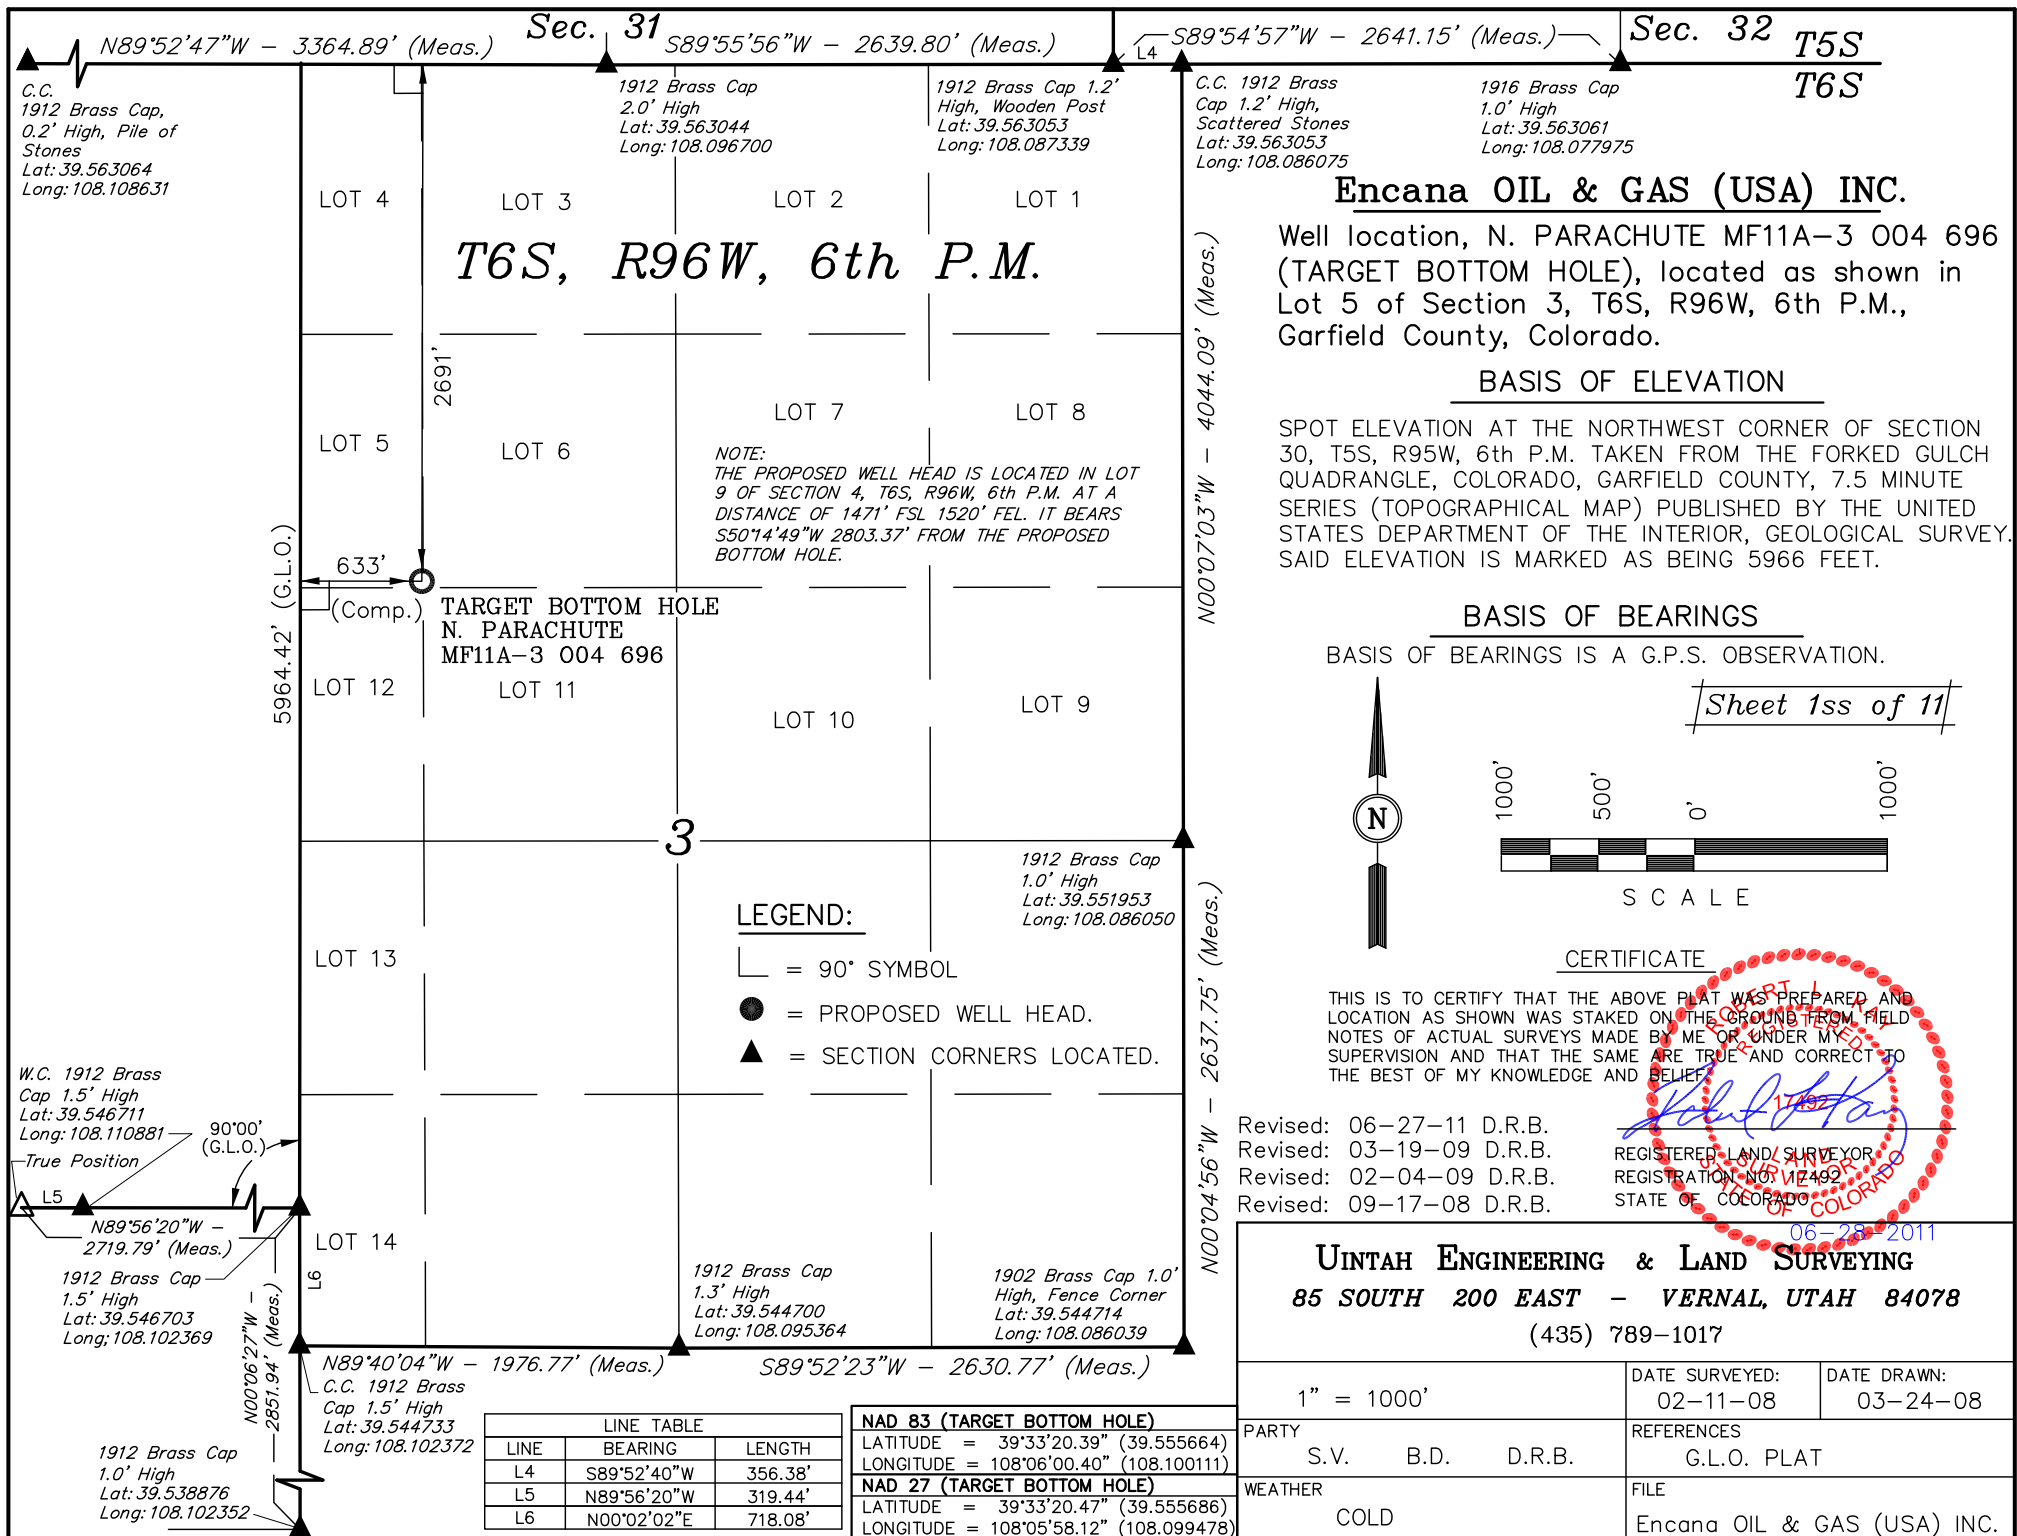 N89°52'47"W – 3364.89' (Meas.)
Sec. 31
S89°55'56"W – 2639.80' (Meas.)
S89°54'57"W – 2641.15' (Meas.)
L4
Sec. 32
T5S
T6S
C.C.
1912 Brass Cap,
0.2' High, Pile of
Stones
Lat: 39.563064
Long: 108.108631
1912 Brass Cap
2.0' High
Lat: 39.563044
Long: 108.096700
1912 Brass Cap 1.2'
High, Wooden Post
Lat: 39.563053
Long: 108.087339
C.C. 1912 Brass
Cap 1.2' High,
Scattered Stones
Lat: 39.563053
Long: 108.086075
1916 Brass Cap
1.0' High
Lat: 39.563061
Long: 108.077975
LOT 4
LOT 3
LOT 2
LOT 1
T6S, R96W, 6th P.M.
2691'
LOT 5
LOT 6
LOT 7
LOT 8
NOTE:
THE PROPOSED WELL HEAD IS LOCATED IN LOT
9 OF SECTION 4, T6S, R96W, 6th P.M. AT A
DISTANCE OF 1471' FSL 1520' FEL. IT BEARS
S50°14'49"W 2803.37' FROM THE PROPOSED
BOTTOM HOLE.
5964.42' (G.L.O.)
633'
(Comp.)
TARGET BOTTOM HOLE
N. PARACHUTE
MF11A–3 O04 696
LOT 12
LOT 11
LOT 10
LOT 9
N00°07'03"W – 4044.09' (Meas.)
3
1912 Brass Cap
1.0' High
Lat: 39.551953
Long: 108.086050
LOT 13
LEGEND:
= 90° SYMBOL
= PROPOSED WELL HEAD.
= SECTION CORNERS LOCATED.
N00°04'56"W – 2637.75' (Meas.)
W.C. 1912 Brass
Cap 1.5' High
Lat: 39.546711
Long: 108.110881
True Position
90°00'
(G.L.O.)
L5
N89°56'20"W –
2719.79' (Meas.)
1912 Brass Cap
1.5' High
Lat: 39.546703
Long; 108.102369
LOT 14
L6
N00°06'27"W –
2851.94' (Meas.)
1912 Brass Cap
1.3' High
Lat: 39.544700
Long: 108.095364
1902 Brass Cap 1.0'
High, Fence Corner
Lat: 39.544714
Long: 108.086039
N89°40'04"W – 1976.77' (Meas.)
S89°52'23"W – 2630.77' (Meas.)
C.C. 1912 Brass
Cap 1.5' High
Lat: 39.544733
Long: 108.102372
1912 Brass Cap
1.0' High
Lat: 39.538876
Long: 108.102352
LINE TABLE
LINE BEARING LENGTH
L4 S89°52'40"W 356.38'
L5 N89°56'20"W 319.44'
L6 N00°02'02"E 718.08'
NAD 83 (TARGET BOTTOM HOLE)
LATITUDE = 39°33'20.39" (39.555664)
LONGITUDE = 108°06'00.40" (108.100111)
NAD 27 (TARGET BOTTOM HOLE)
LATITUDE = 39°33'20.47" (39.555686)
LONGITUDE = 108°05'58.12" (108.099478)
Encana OIL & GAS (USA) INC.
Well location, N. PARACHUTE MF11A–3 O04 696
(TARGET BOTTOM HOLE), located as shown in
Lot 5 of Section 3, T6S, R96W, 6th P.M.,
Garfield County, Colorado.
BASIS OF ELEVATION
SPOT ELEVATION AT THE NORTHWEST CORNER OF SECTION
30, T5S, R95W, 6th P.M. TAKEN FROM THE FORKED GULCH
QUADRANGLE, COLORADO, GARFIELD COUNTY, 7.5 MINUTE
SERIES (TOPOGRAPHICAL MAP) PUBLISHED BY THE UNITED
STATES DEPARTMENT OF THE INTERIOR, GEOLOGICAL SURVEY.
SAID ELEVATION IS MARKED AS BEING 5966 FEET.
BASIS OF BEARINGS
BASIS OF BEARINGS IS A G.P.S. OBSERVATION.
Sheet 1ss of 11
N
1000' 500' 0' 1000'
SCALE
CERTIFICATE
THIS IS TO CERTIFY THAT THE ABOVE PLAT WAS PREPARED AND
LOCATION AS SHOWN WAS STAKED ON THE GROUND FROM FIELD
NOTES OF ACTUAL SURVEYS MADE BY ME OR UNDER MY
SUPERVISION AND THAT THE SAME ARE TRUE AND CORRECT TO
THE BEST OF MY KNOWLEDGE AND BELIEF.
ROBERT L. KAY
REGISTERED
17492
LAND
SURVEYOR
STATE OF COLORADO
Robert L Kay
REGISTERED LAND SURVEYOR
REGISTRATION NO. 17492
STATE OF COLORADO
06–28–2011
Revised: 06–27–11 D.R.B.
Revised: 03–19–09 D.R.B.
Revised: 02–04–09 D.R.B.
Revised: 09–17–08 D.R.B.
UINTAH ENGINEERING & LAND SURVEYING
85 SOUTH 200 EAST – VERNAL, UTAH 84078
(435) 789–1017
1" = 1000'
DATE SURVEYED:
02–11–08
DATE DRAWN:
03–24–08
PARTY
S.V. B.D. D.R.B.
REFERENCES
G.L.O. PLAT
WEATHER
COLD
FILE
Encana OIL & GAS (USA) INC.